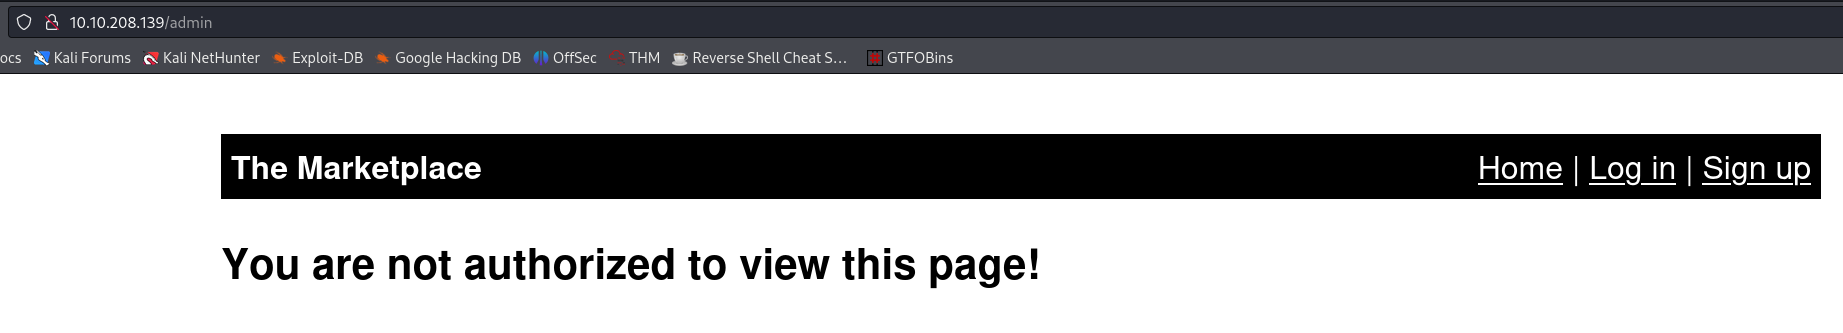 10.10.208.139/admin
ocs Kali Forums Kali NetHunter Exploit-DB Google Hacking DB OffSec THM Reverse Shell Cheat S... GTFOBins
The Marketplace Home | Log in | Sign up
You are not authorized to view this page!